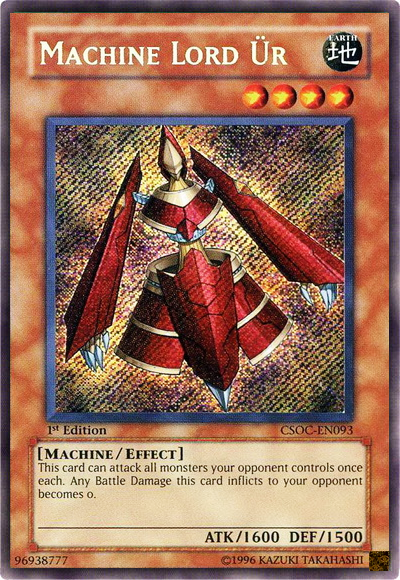 MACHINE LORD ÜR
EARTH
地
1st Edition
CSOC-EN093
[MACHINE/EFFECT]
This card can attack all monsters your opponent controls once
each. Any Battle Damage this card inflicts to your opponent
becomes 0.
ATK/1600 DEF/1500
96938777
©1996 KAZUKI TAKAHASHI